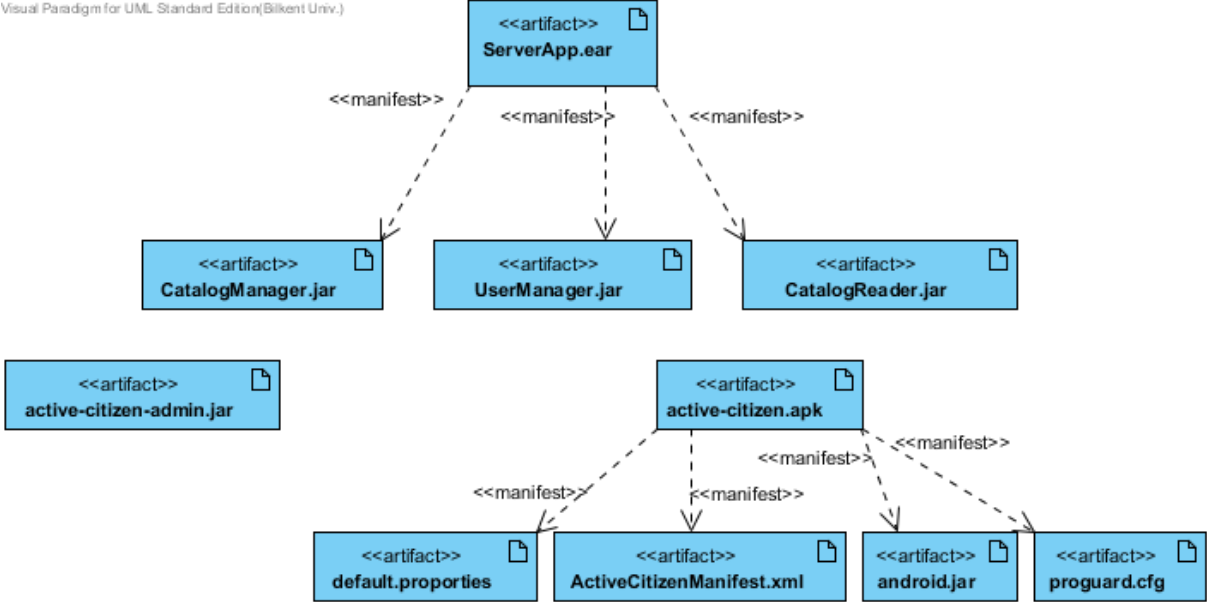 Visual Paradigm for UML Standard Edition(Bilkent Univ.)
<<artifact>>
ServerApp.ear
<<manifest>>
<<manifest>>
<<manifest>>
<<artifact>>
CatalogManager.jar
<<artifact>>
UserManager.jar
<<artifact>>
CatalogReader.jar
<<artifact>>
active-citizen-admin.jar
<<artifact>>
active-citizen.apk
<<manifest>>
<<manifest>>
<<manifest>>
<<manifest>>
<<artifact>>
default.proporties
<<artifact>>
ActiveCitizenManifest.xml
<<artifact>>
android.jar
<<artifact>>
proguard.cfg